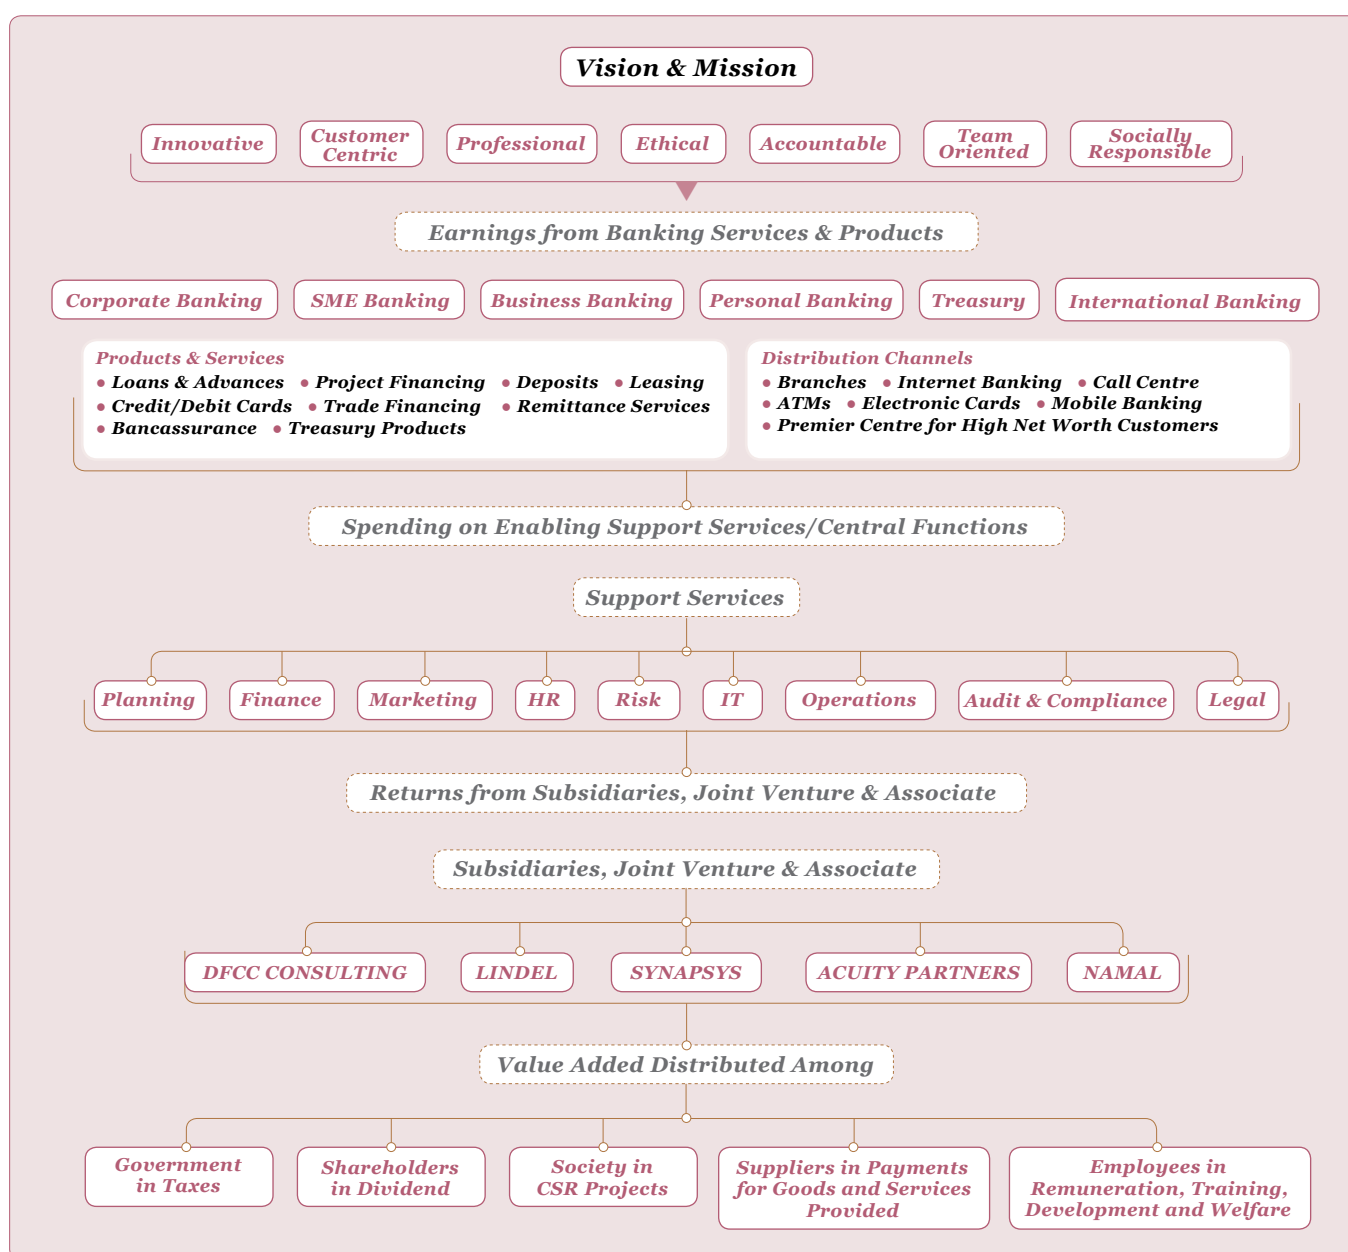 Vision & Mission
Innovative
Customer
Centric
Professional
Ethical
Accountable
Team
Oriented
Socially
Responsible
Earnings from Banking Services & Products
Corporate Banking
SME Banking
Business Banking
Personal Banking
Treasury
International Banking
Products & Services
• Loans & Advances • Project Financing • Deposits • Leasing
• Credit/Debit Cards • Trade Financing • Remittance Services
• Bancassurance • Treasury Products
Distribution Channels
• Branches • Internet Banking • Call Centre
• ATMs • Electronic Cards • Mobile Banking
• Premier Centre for High Net Worth Customers
Spending on Enabling Support Services/Central Functions
Support Services
Planning
Finance
Marketing
HR
Risk
IT
Operations
Audit & Compliance
Legal
Returns from Subsidiaries, Joint Venture & Associate
Subsidiaries, Joint Venture & Associate
DFCC CONSULTING
LINDEL
SYNAPSYS
ACUITY PARTNERS
NAMAL
Value Added Distributed Among
Government
in Taxes
Shareholders
in Dividend
Society in
CSR Projects
Suppliers in Payments
for Goods and Services
Provided
Employees in
Remuneration, Training,
Development and Welfare